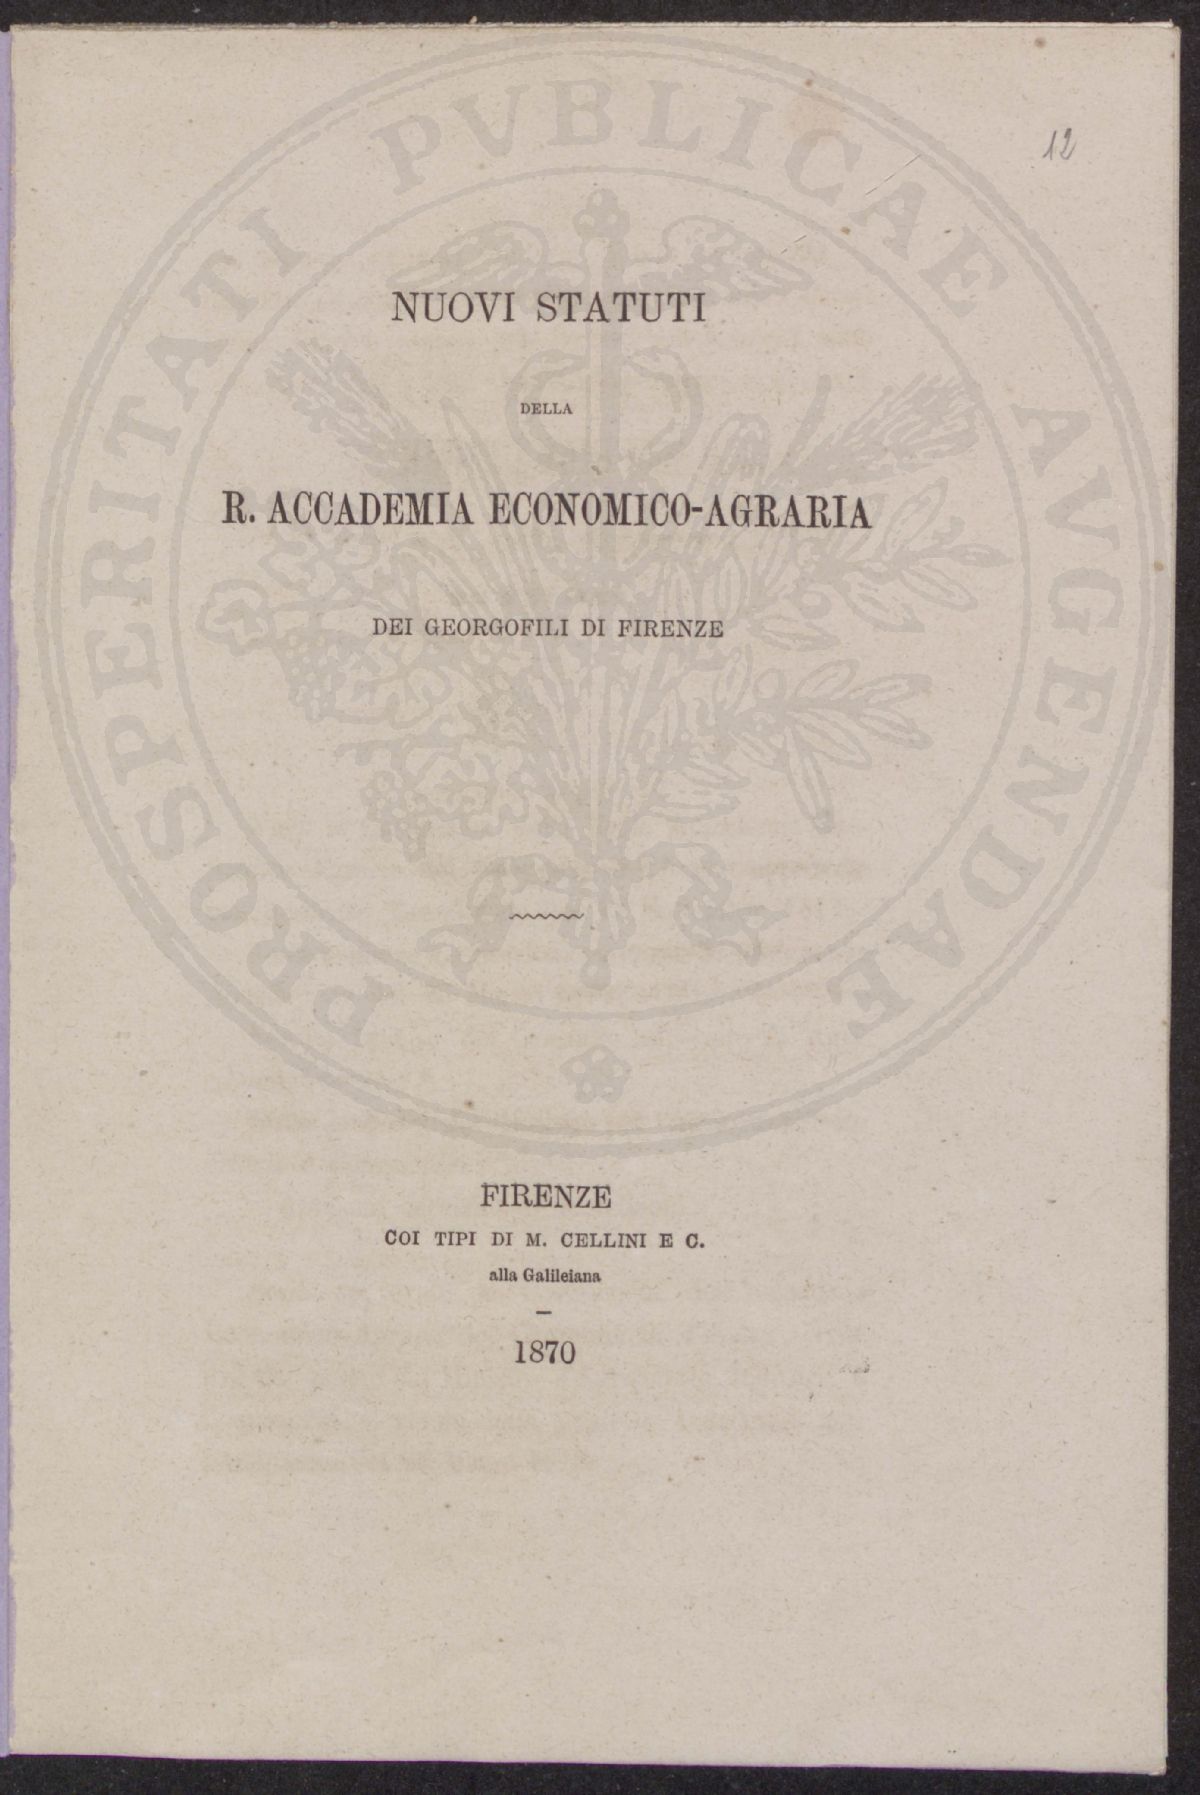 12
PROSPERITATI PVBLICAE AVGENDAE
NUOVI STATUTI
DELLA
R. ACCADEMIA ECONOMICO-AGRARIA
DEI GEORGOFILI DI FIRENZE
FIRENZE
COI TIPI DI M. CELLINI E C.
alla Galileiana
—
1870